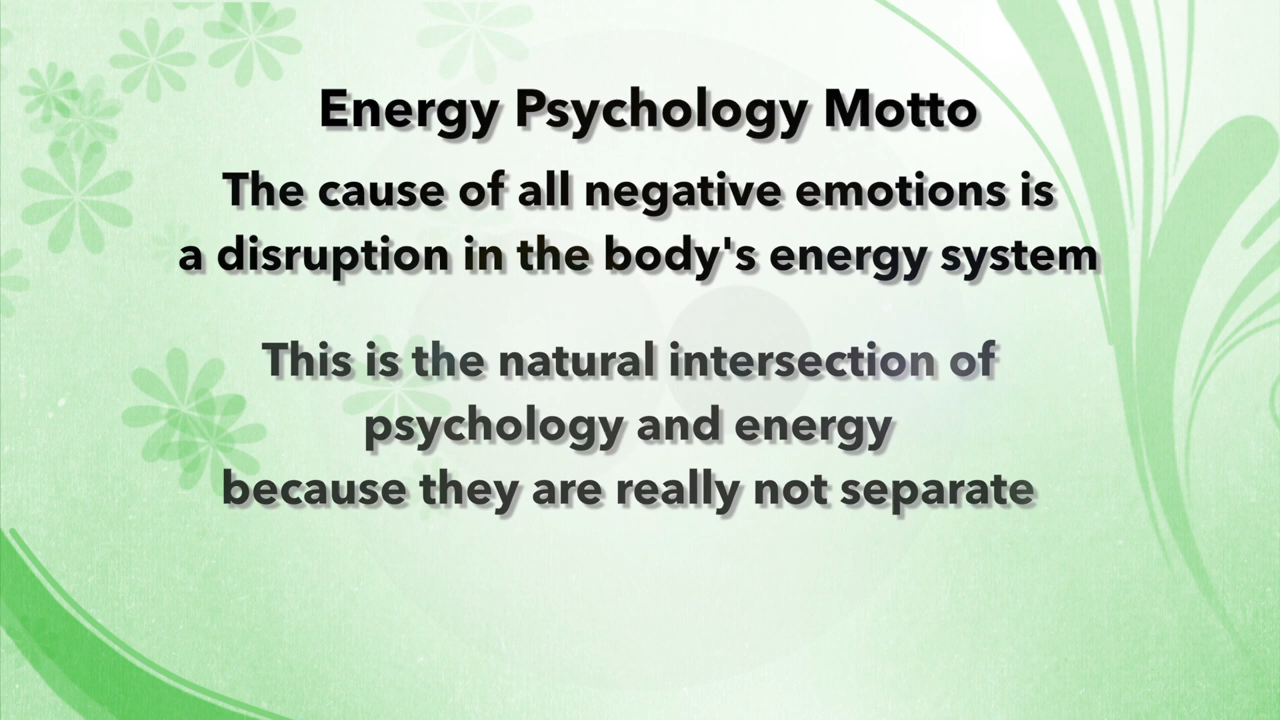 Energy Psychology Motto
The cause of all negative emotions is
a disruption in the body's energy system
This is the natural intersection of
psychology and energy
because they are really not separate